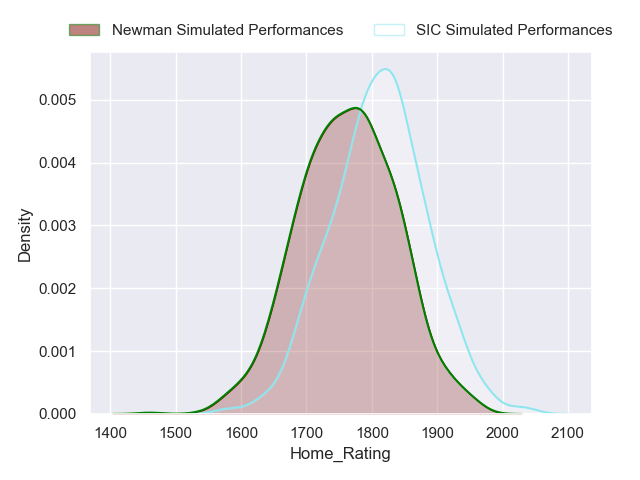 Newman Simulated Performances
SIC Simulated Performances
0.005
0.004
0.003
0.002
0.001
0.000
Density
1400 1500 1600 1700 1800 1900 2000 2100
Home_Rating